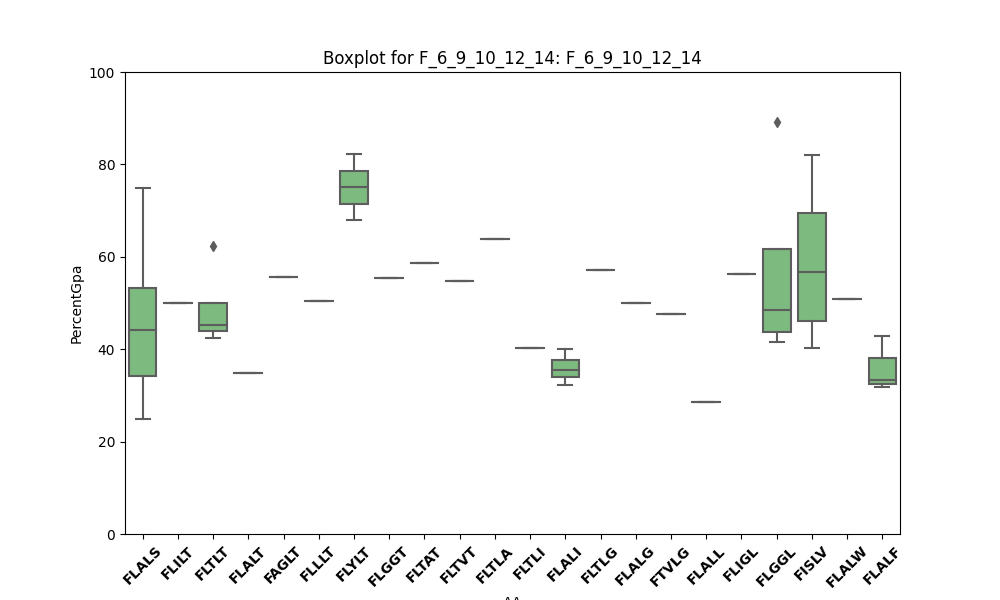 Boxplot for F_6_9_10_12_14: F_6_9_10_12_14
PercentGpa
100
80
60
40
20
0
FLALS
FLILT
FLTLT
FLALT
FAGLT
FLLLT
FLYLT
FLGGT
FLTAT
FLTVT
FLTLA
FLTLI
FLALI
FLTLG
FLALG
FTVLG
FLALL
FLIGL
FLGGL
FISLV
FLALW
FLALF